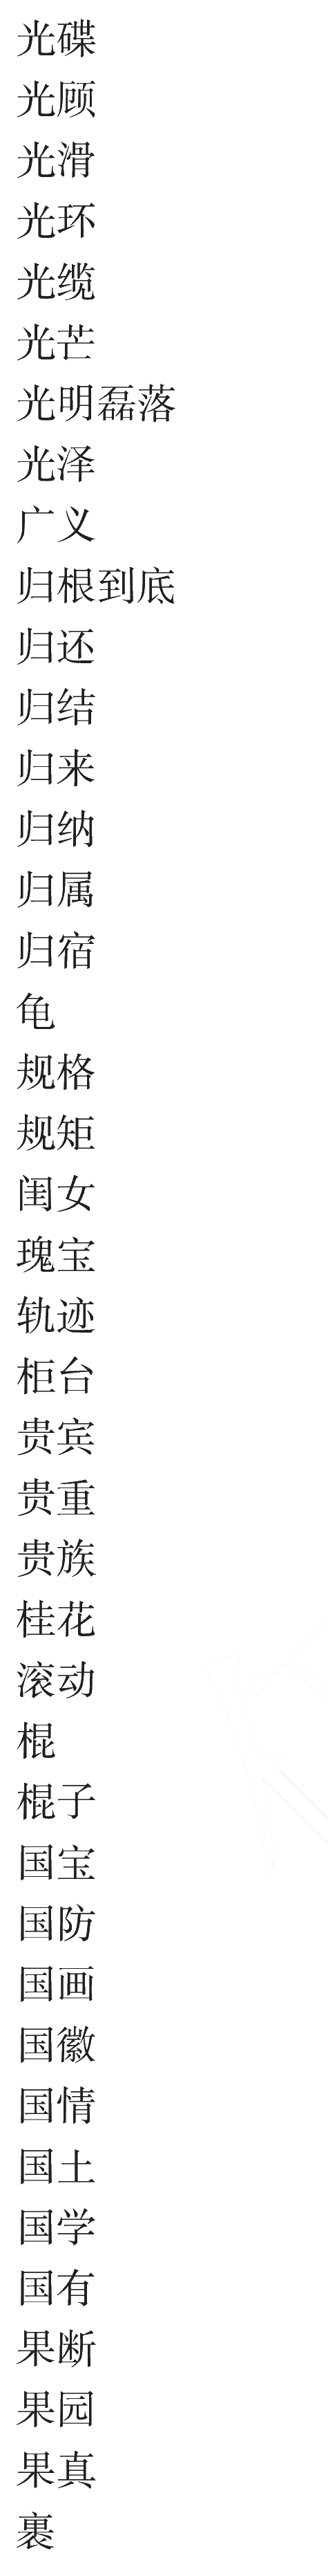 光碟
光顾
光滑
光环
光缆
光芒
光明磊落
光泽
广义
归根到底
归还
归结
归来
归纳
归属
归宿
龟
规格
规矩
闺女
瑰宝
轨迹
柜台
贵宾
贵重
贵族
桂花
滚动
棍
棍子
国宝
国防
国画
国徽
国情
国土
国学
国有
果断
果园
果真
裹